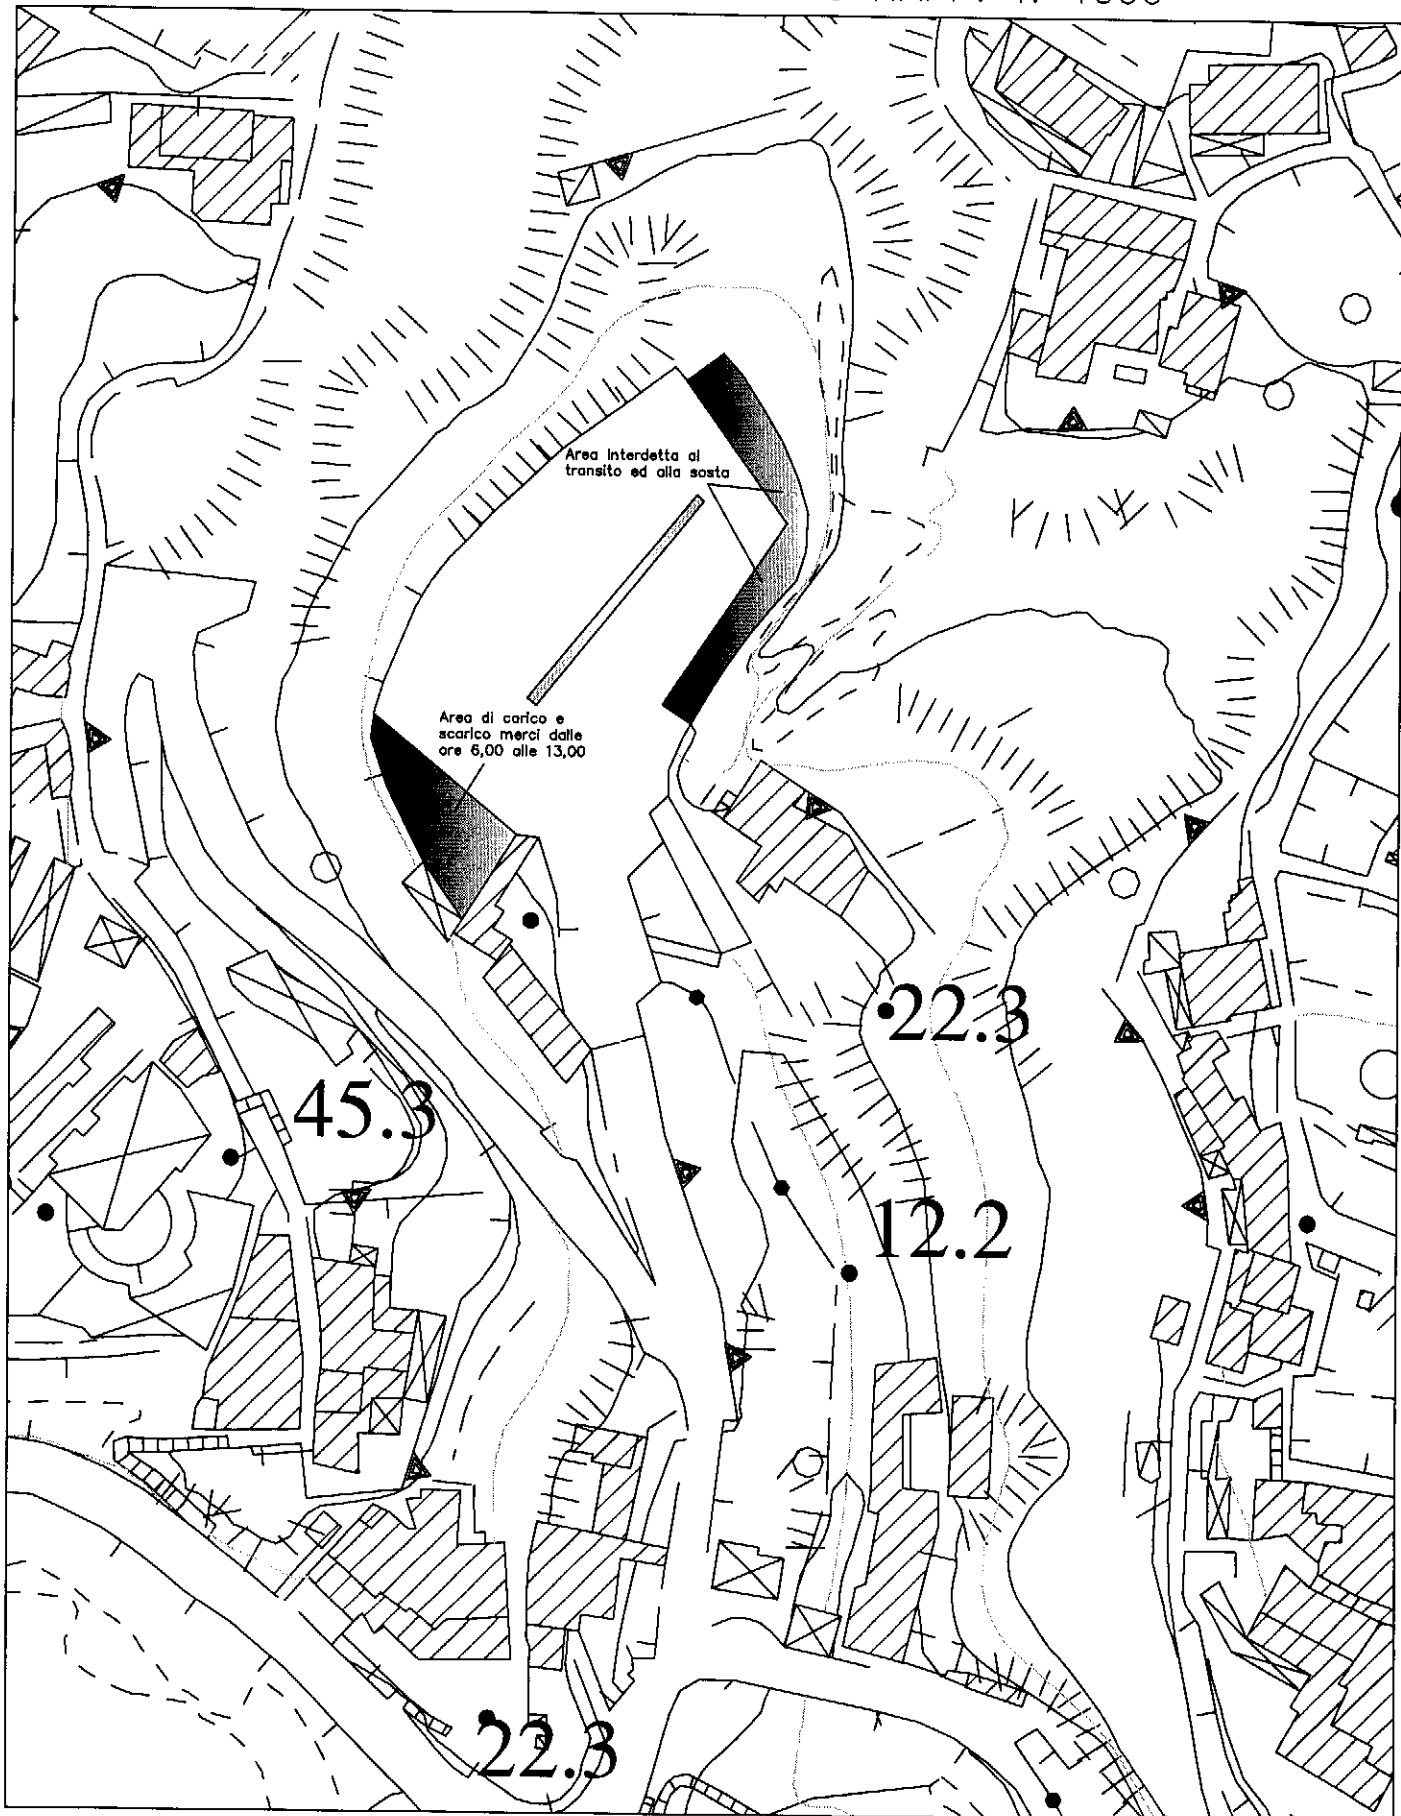 Area interdetta al
transito ed alla sosta
Area di carico e
scarico merci dalle
ore 6,00 alle 13,00
22.3
45.3
12.2
22.3